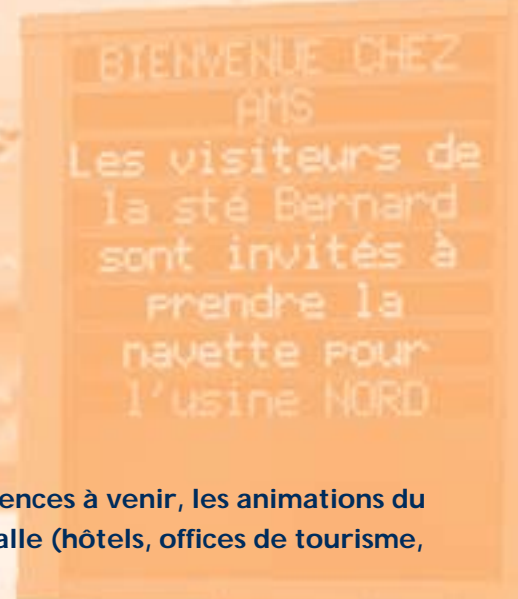 BIENVENUE CHEZ
AMS
Les visiteurs de
la sté Bernard
sont invités à
prendre la
navette pour
l'usine NORD
ences à venir, les animations du
alle (hôtels, offices de tourisme,